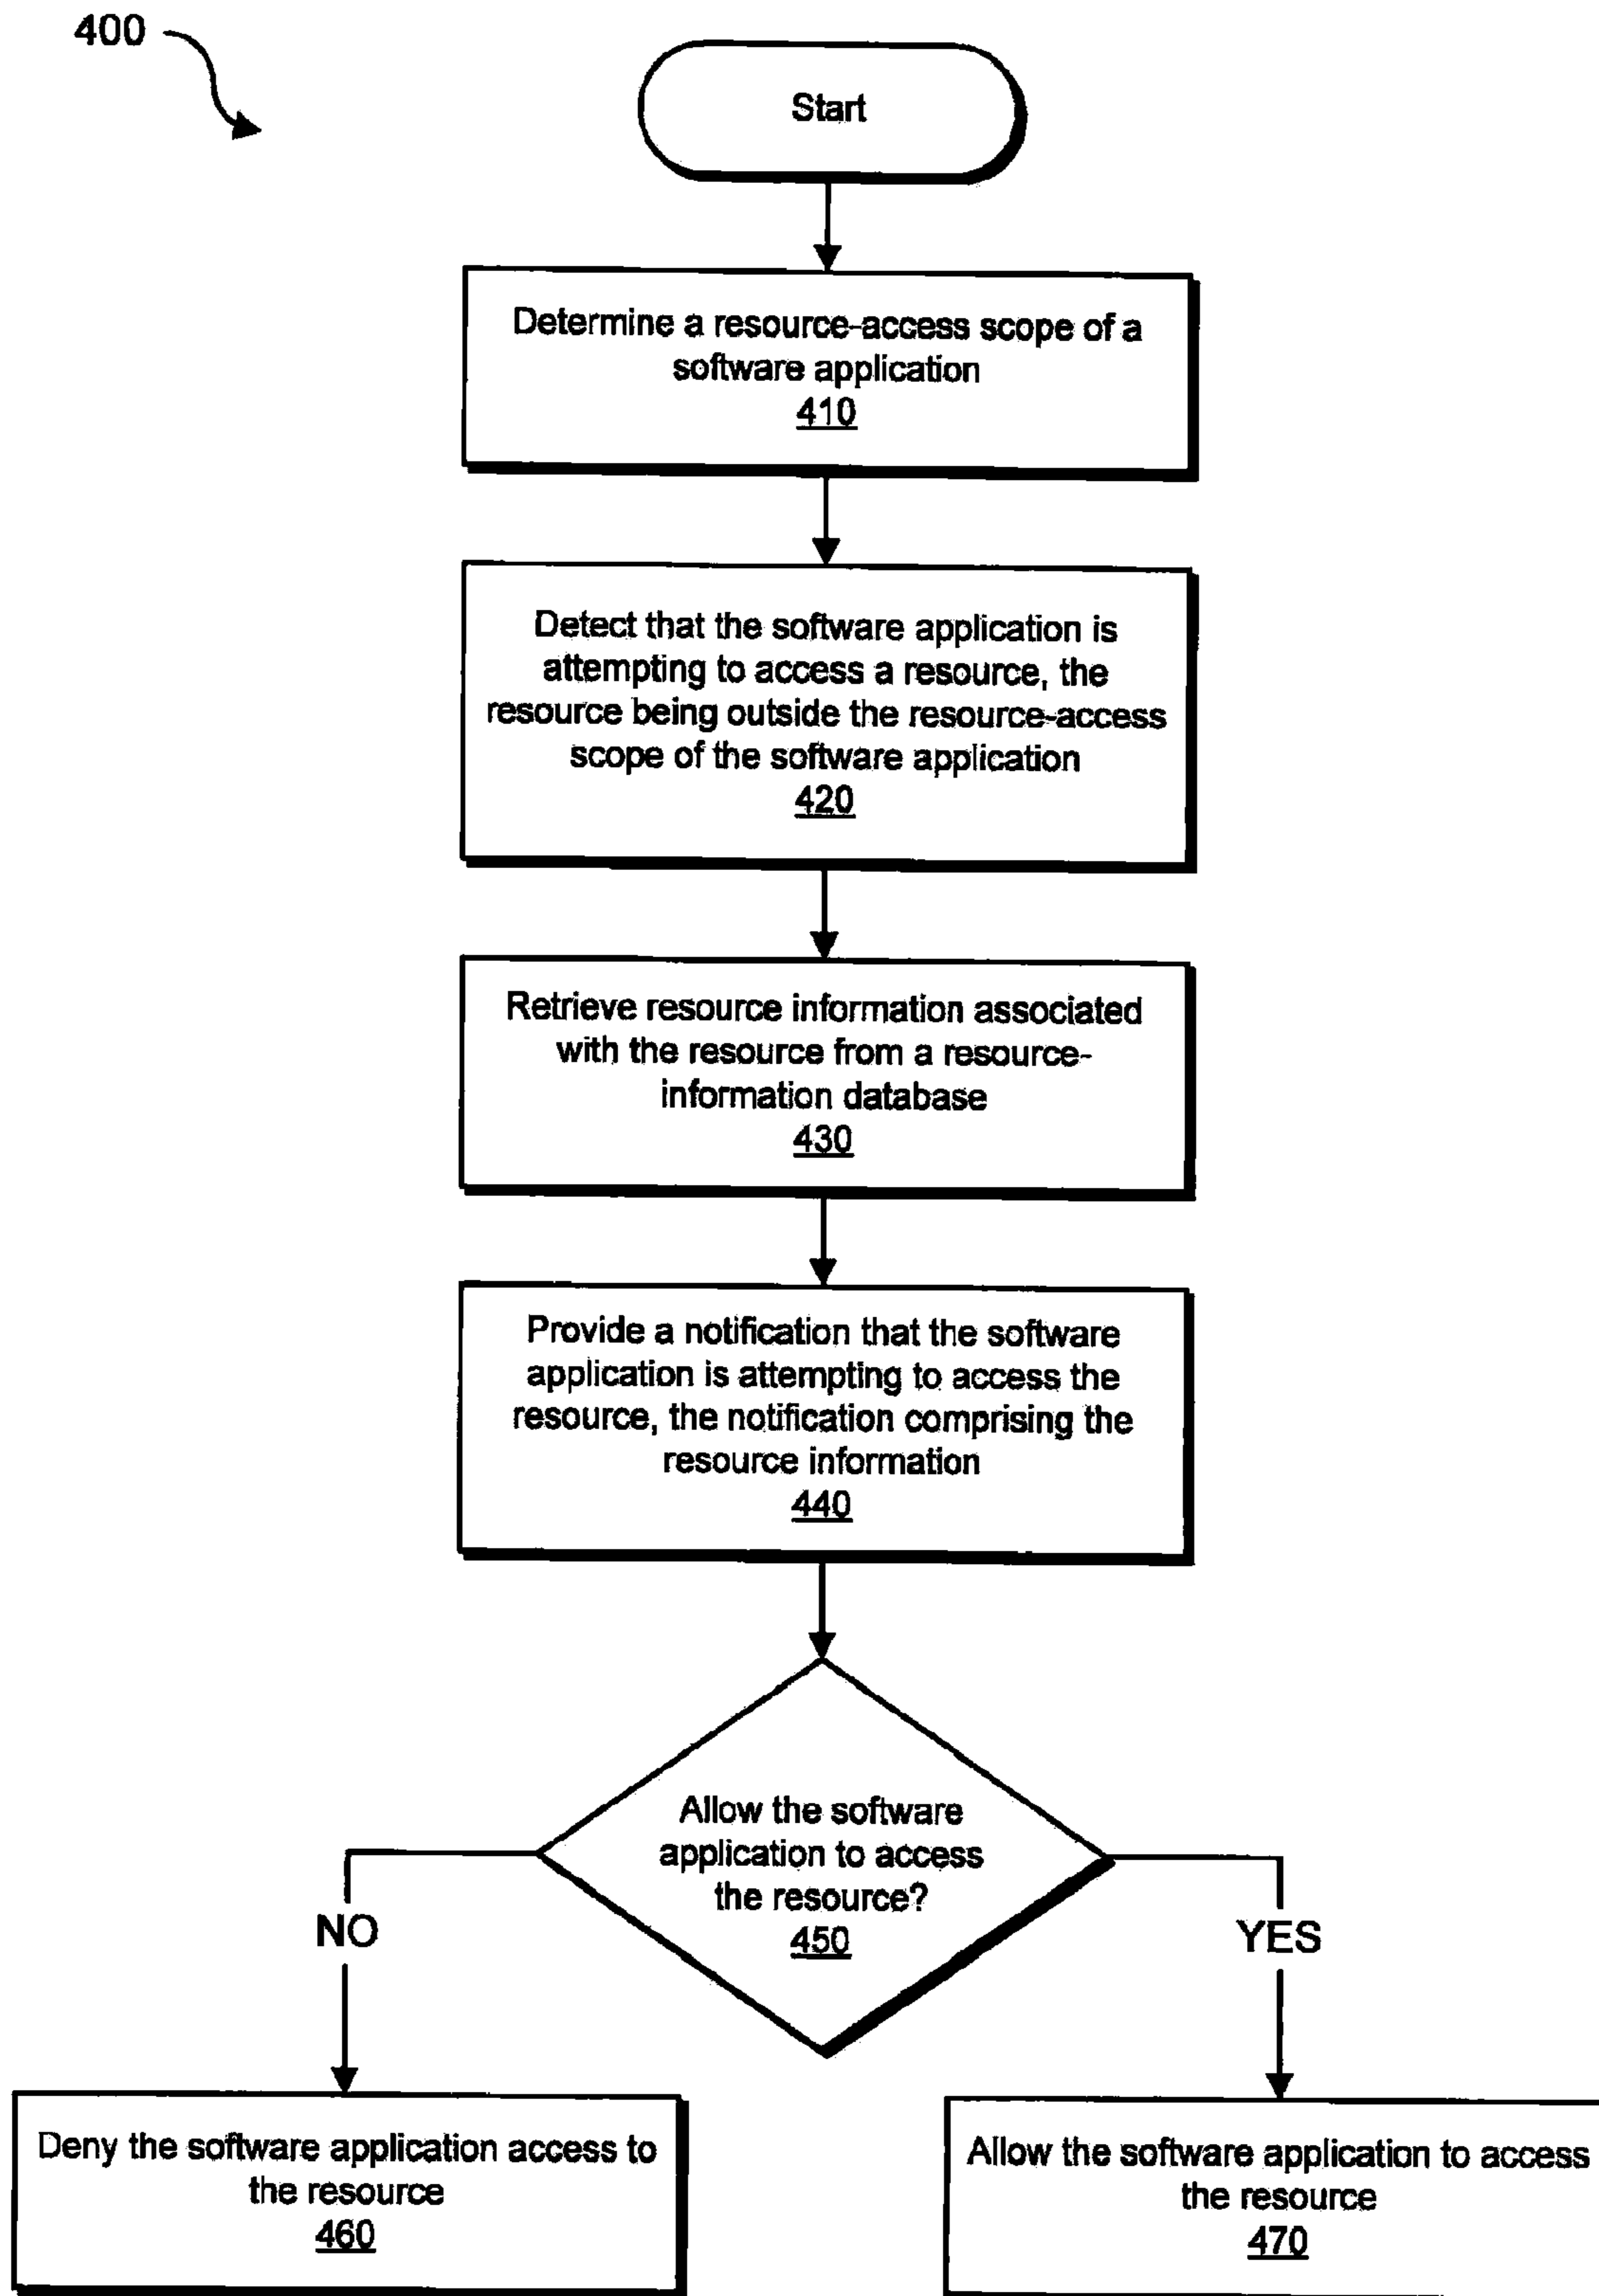 400
Start
Determine a resource-access scope of a
software application
410
Detect that the software application is
attempting to access a resource, the
resource being outside the resource-access
scope of the software application
420
Retrieve resource information associated
with the resource from a resource-
information database
430
Provide a notification that the software
application is attempting to access the
resource, the notification comprising the
resource information
440
Allow the software
application to access
the resource?
450
NO
YES
Deny the software application access to
the resource
460
Allow the software application to access
the resource
470